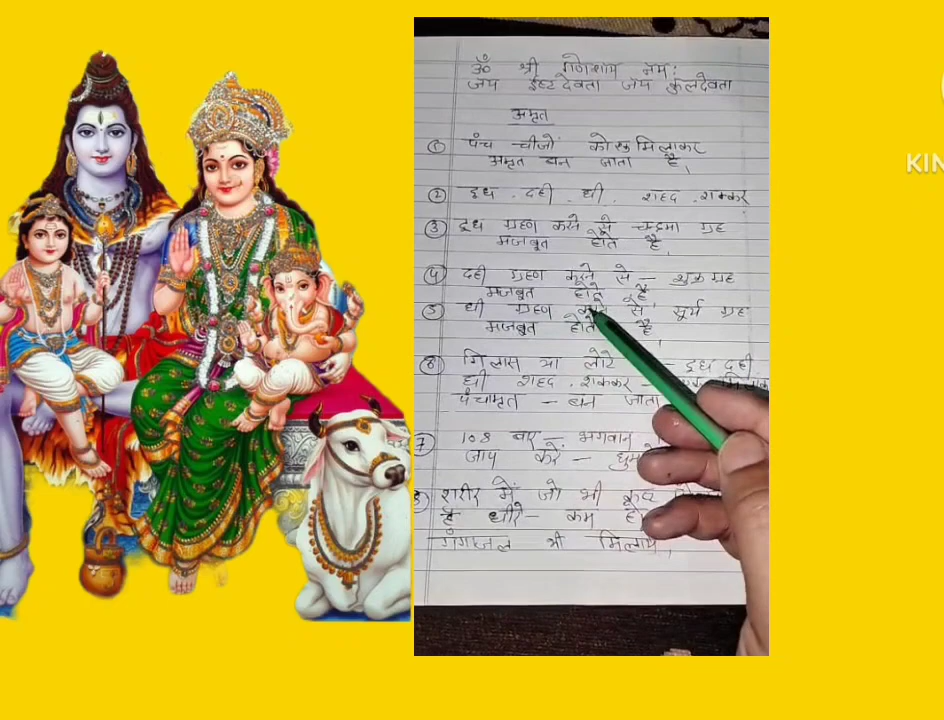 ॐ श्री गणेशाय नमः
जय ईष्टदेवता जय कुलदेवता
अमृत
① पंच चीजों को मिलाकर
अमृत बन जाता है,
② दुध. दही. घी. शहद. शक्कर
③ दुध ग्रहण करने से चन्द्रमा ग्रह
मजबुत होते है,
④ दही ग्रहण करने से — शुक्र ग्रह
मजबुत होते है
⑤ घी ग्रहण करने से, सूर्य ग्रह
मजबुत होते है,
⑥ गिलास या लोटे दुध दही
घी शहद. शक्कर –
पंचामृत – बन जाता
⑦ 108 बार – भगवान
जाप करें –
शरीर में जो भी
है धीरे – कम
गंगाजल भी मिलाये,
KIN